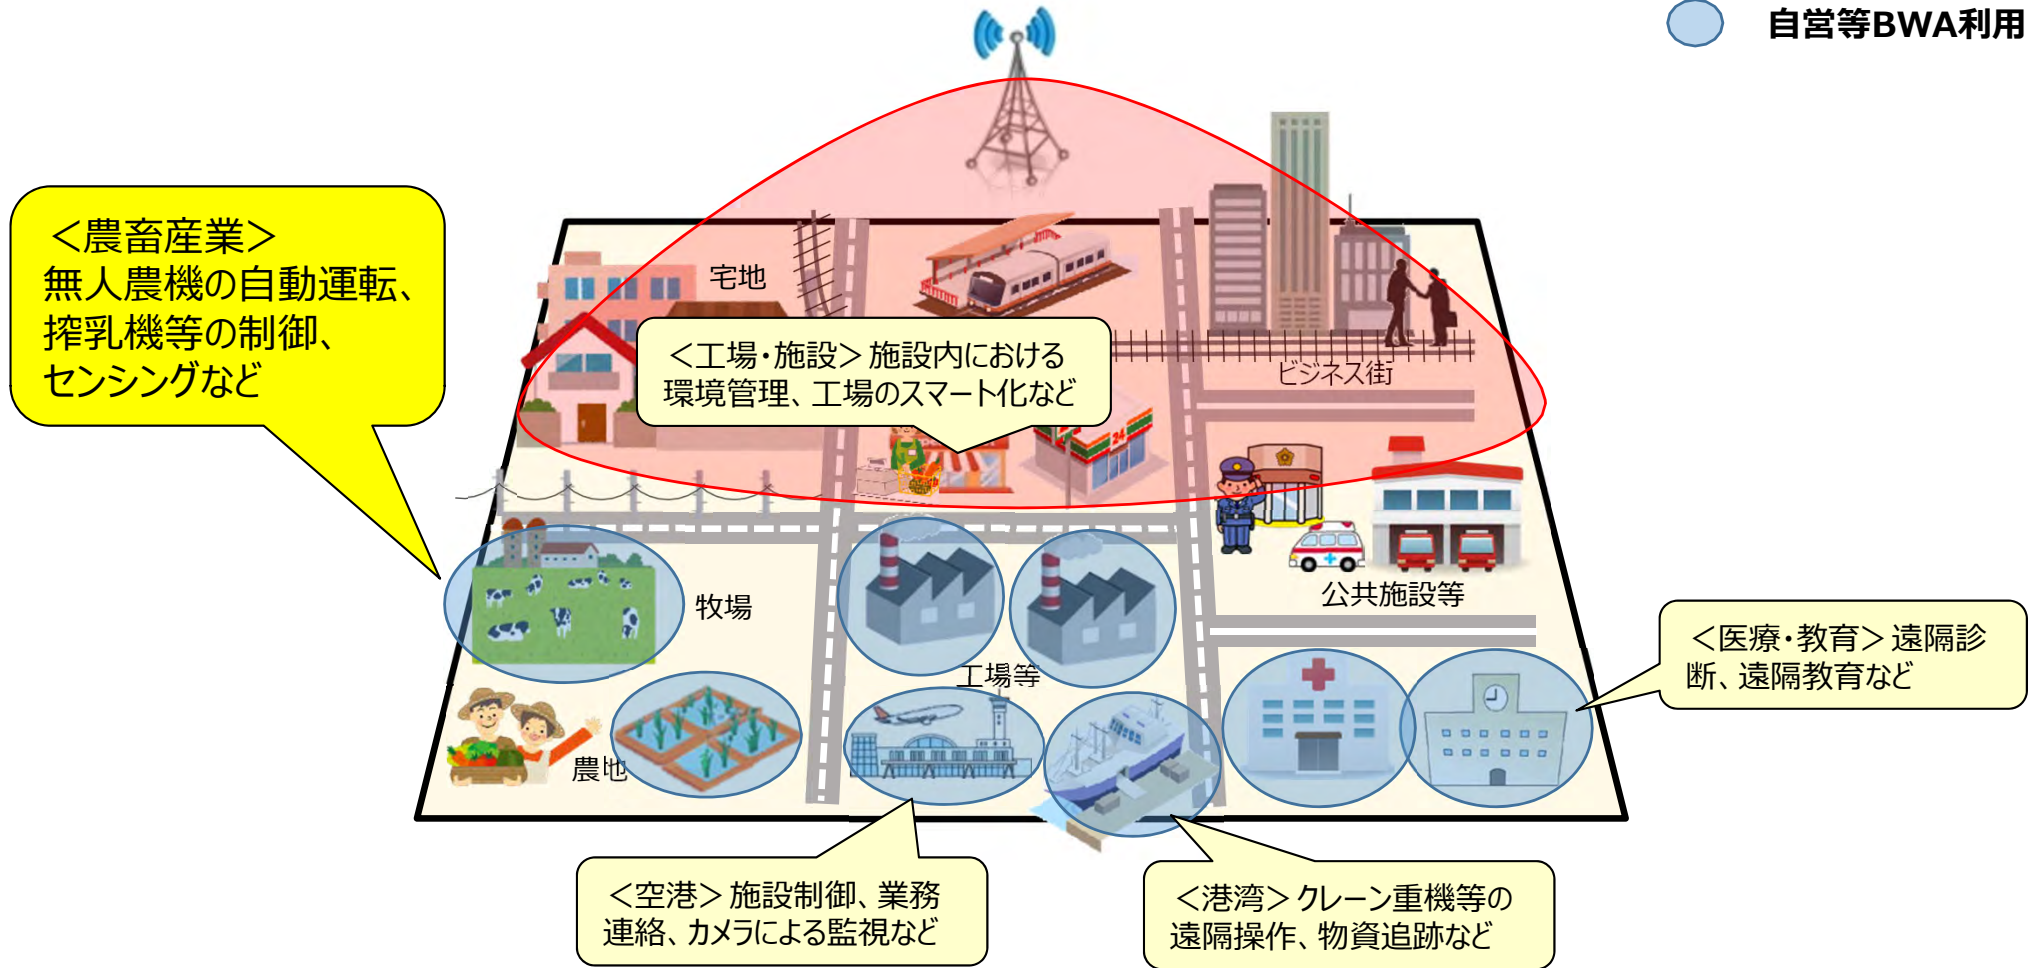 自営等BWA利用
＜農畜産業＞
無人農機の自動運転、
搾乳機等の制御、
センシングなど
宅地
＜工場・施設＞施設内における
環境管理、工場のスマート化など
ビジネス街
24
牧場
公共施設等
＜医療・教育＞遠隔診
断、遠隔教育など
工場等
農地
＜空港＞施設制御、業務
連絡、カメラによる監視など
＜港湾＞クレーン重機等の
遠隔操作、物資追跡など